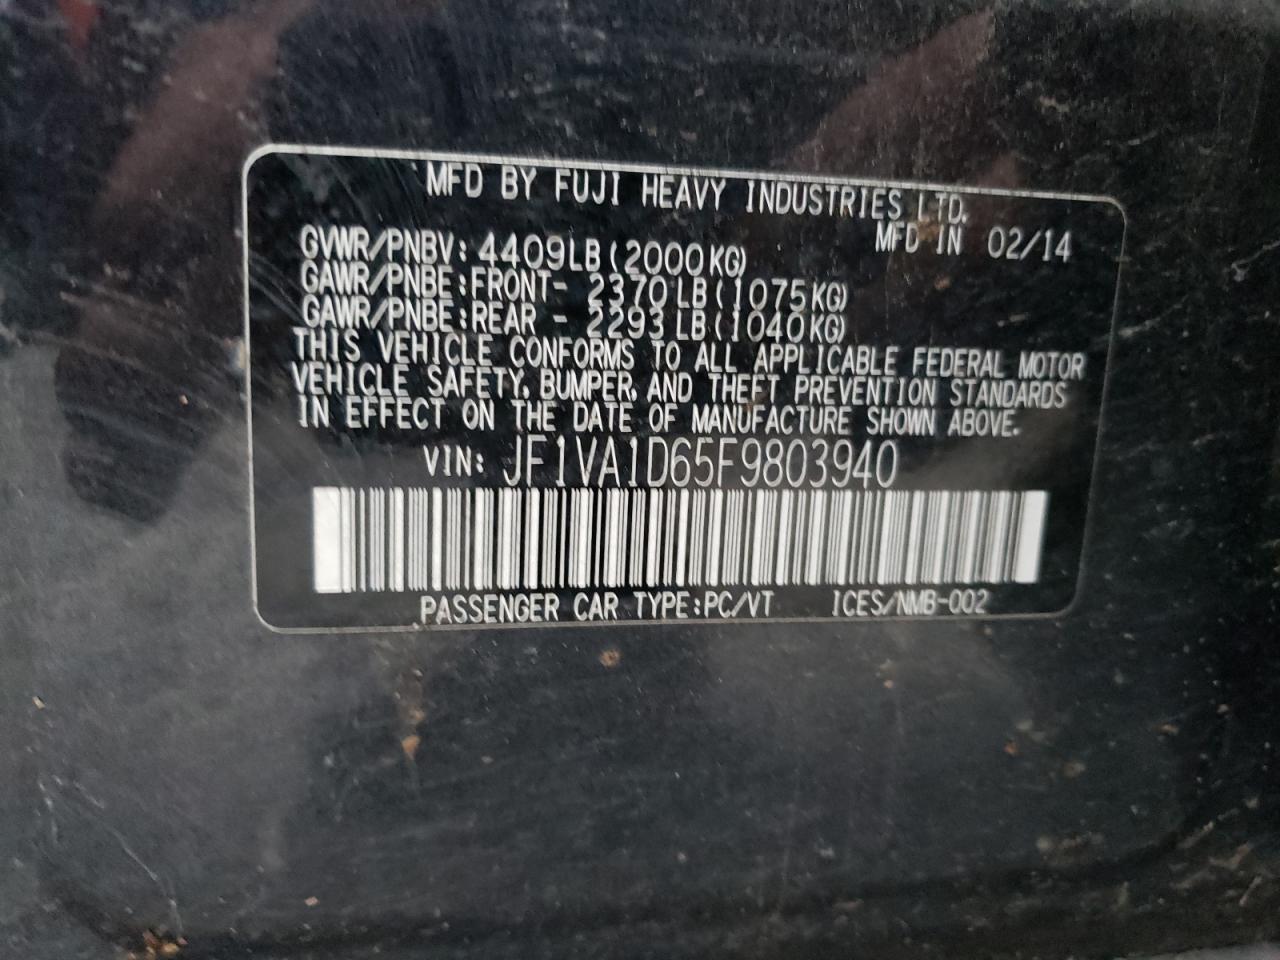 MFD BY FUJI HEAVY INDUSTRIES LTD.
MFD IN 02/14
GVWR/PNBV: 4409LB (2000KG)
GAWR/PNBE:FRONT- 2370LB (1075KG)
GAWR/PNBE:REAR - 2293LB (1040KG)
THIS VEHICLE CONFORMS TO ALL APPLICABLE FEDERAL MOTOR
VEHICLE SAFETY, BUMPER, AND THEFT PREVENTION STANDARDS
IN EFFECT ON THE DATE OF MANUFACTURE SHOWN ABOVE.
VIN: JF1VA1D65F9803940
PASSENGER CAR TYPE:PC/VT ICES/NMB-002